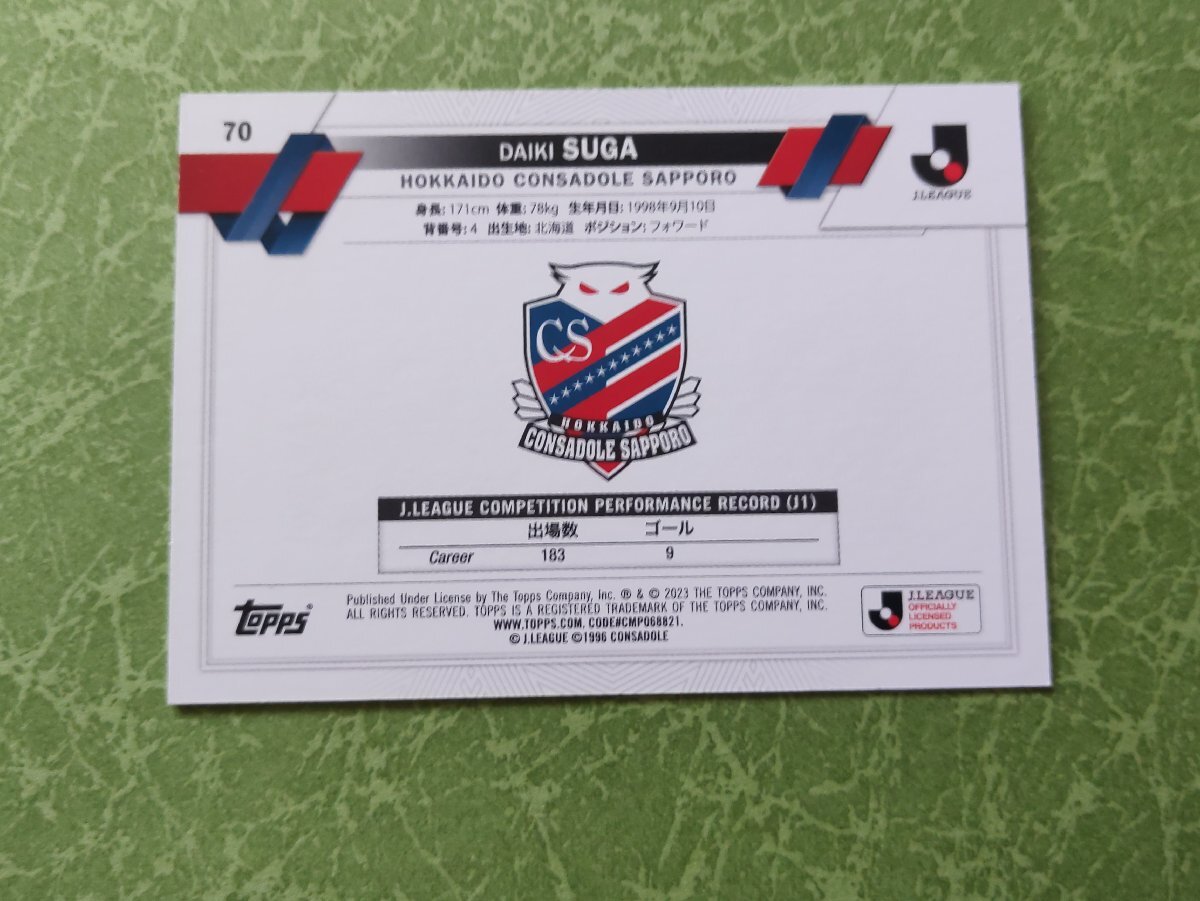 70
DAIKI SUGA
HOKKAIDO CONSADOLE SAPPORO
J.LEAGUE
身長: 171cm 体重: 78kg 生年月日: 1998年9月10日
背番号: 4 出生地: 北海道 ポジション: フォワード
CS
HOKKAIDO
CONSADOLE SAPPORO
J.LEAGUE COMPETITION PERFORMANCE RECORD (J1)
出場数 ゴール
Career 183 9
topps®
Published Under License by The Topps Company, Inc. ® & © 2023 THE TOPPS COMPANY, INC.
ALL RIGHTS RESERVED. TOPPS IS A REGISTERED TRADEMARK OF THE TOPPS COMPANY, INC.
WWW.TOPPS.COM. CODE#CMP068821.
© J.LEAGUE ©1996 CONSADOLE
J.LEAGUE
OFFICIALLY
LICENSED
PRODUCTS